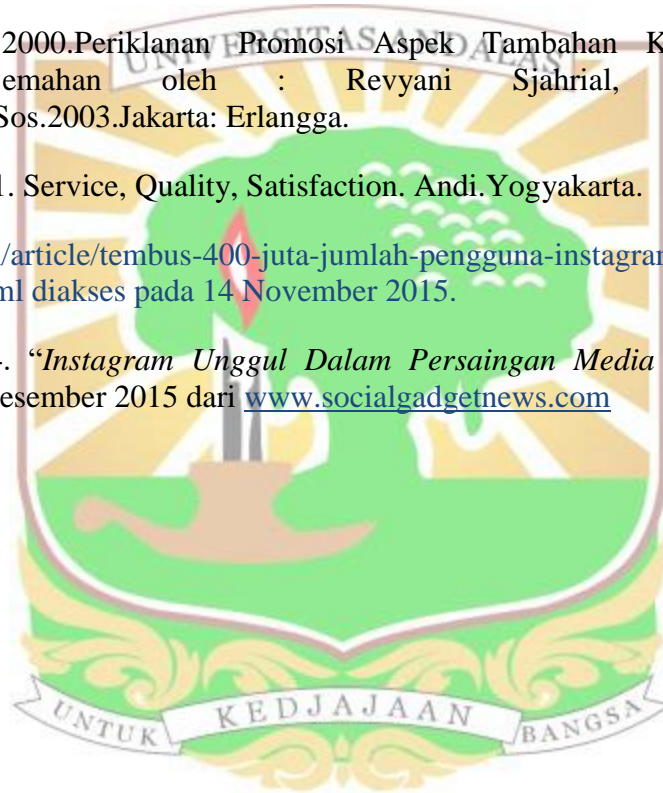 2000.Periklanan Promosi Aspek Tambahan K
UNIVERSITAS ANDALAS
emahan oleh : Revyani Sjahrial,
Sos.2003.Jakarta: Erlangga.
1. Service, Quality, Satisfaction. Andi.Yogyakarta.
/article/tembus-400-juta-jumlah-pengguna-instagram
ml diakses pada 14 November 2015.
. “Instagram Unggul Dalam Persaingan Media
esember 2015 dari www.socialgadgetnews.com
UNTUK KEDJAJAAN BANGSA